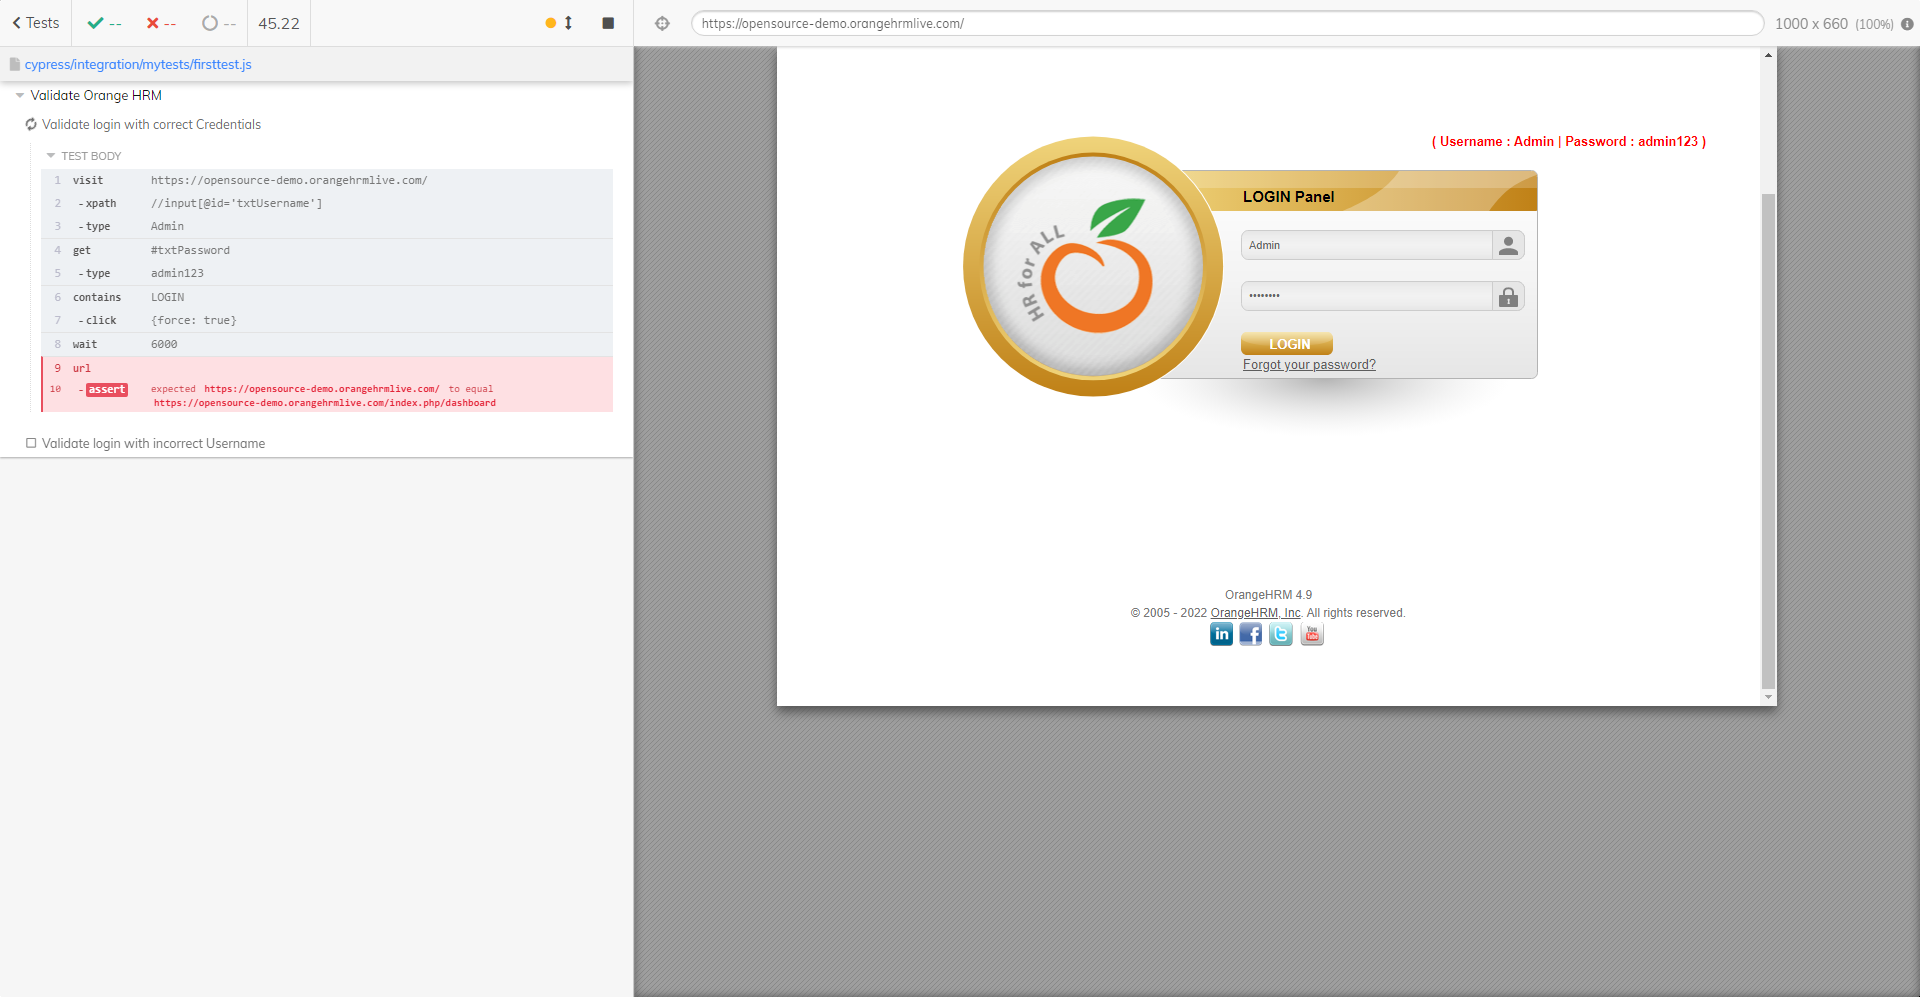 Tests
--
--
--
45.22
https://opensource-demo.orangehrmlive.com/
1000 x 660 (100%)
cypress/integration/mytests/firsttest.js
Validate Orange HRM
Validate login with correct Credentials
TEST BODY
1 visit https://opensource-demo.orangehrmlive.com/
2 -xpath //input[@id='txtUsername']
3 -type Admin
4 get #txtPassword
5 -type admin123
6 contains LOGIN
7 -click {force: true}
8 wait 6000
9 url
10 -assert expected https://opensource-demo.orangehrmlive.com/ to equal
https://opensource-demo.orangehrmlive.com/index.php/dashboard
Validate login with incorrect Username
( Username : Admin | Password : admin123 )
HR for ALL
LOGIN Panel
Admin
••••••••
LOGIN
Forgot your password?
OrangeHRM 4.9
© 2005 - 2022 OrangeHRM, Inc. All rights reserved.
in f t You Tube